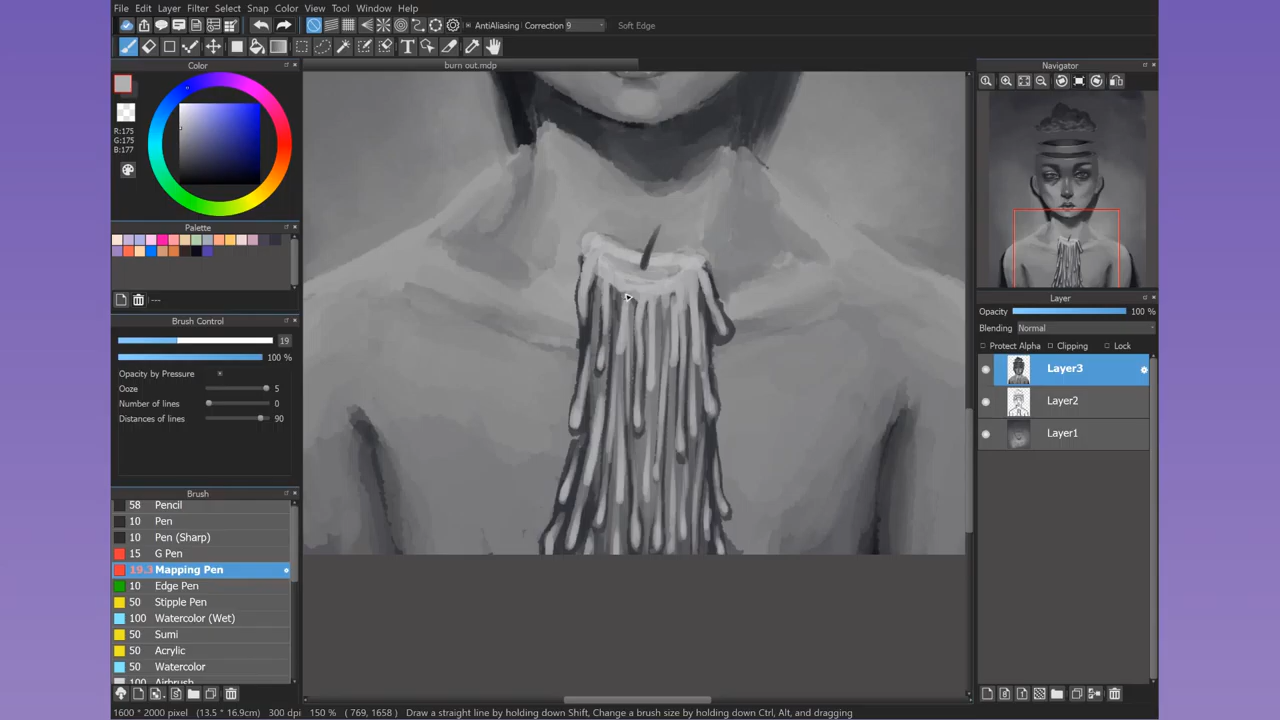 File Edit Layer Filter Select Snap Color View Tool Window Help
AntiAliasing Correction 9 Soft Edge
Color
burn out.mdp
Navigator
R:175
G:175
B:177
Palette
---
Brush Control
19
100 %
Opacity by Pressure
Ooze 5
Number of lines 0
Distances of lines 90
Layer
Opacity 100 %
Blending Normal
Protect Alpha Clipping Lock
Layer3
Layer2
Layer1
Brush
58 Pencil
10 Pen
10 Pen (Sharp)
15 G Pen
19.3 Mapping Pen
10 Edge Pen
50 Stipple Pen
100 Watercolor (Wet)
50 Sumi
50 Acrylic
50 Watercolor
100 Airbrush
1600 * 2000 pixel (13.5 * 16.9cm) 300 dpi 150 % ( 769, 1658 ) Draw a straight line by holding down Shift, Change a brush size by holding down Ctrl, Alt, and dragging